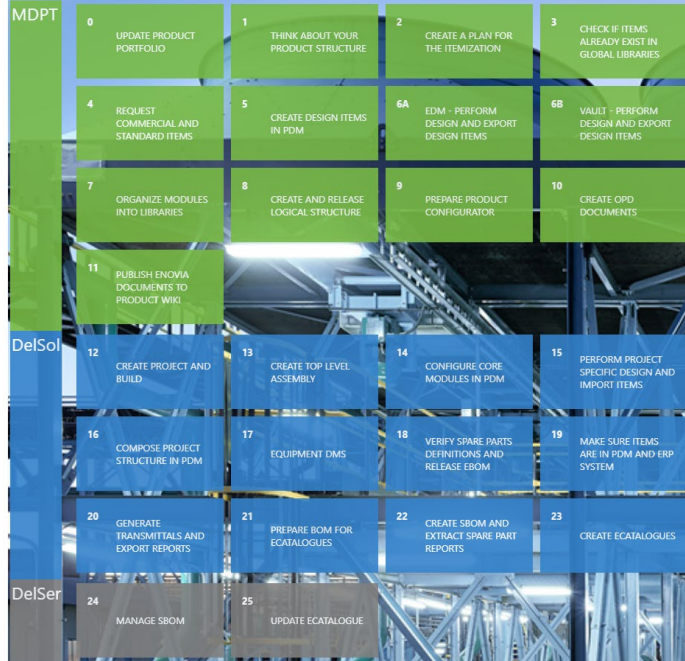 MDPT
0
UPDATE PRODUCT
PORTFOLIO
1
THINK ABOUT YOUR
PRODUCT STRUCTURE
2
CREATE A PLAN FOR
THE ITEMIZATION
3
CHECK IF ITEMS
ALREADY EXIST IN
GLOBAL LIBRARIES
4
REQUEST
COMMERCIAL AND
STANDARD ITEMS
5
CREATE DESIGN ITEMS
IN PDM
6A
EDM - PERFORM
DESIGN AND EXPORT
DESIGN ITEMS
6B
VAULT - PERFORM
DESIGN AND EXPORT
DESIGN ITEMS
7
ORGANIZE MODULES
INTO LIBRARIES
8
CREATE AND RELEASE
LOGICAL STRUCTURE
9
PREPARE PRODUCT
CONFIGURATOR
10
CREATE OPD
DOCUMENTS
11
PUBLISH ENOVIA
DOCUMENTS TO
PRODUCT WIKI
DelSol
12
CREATE PROJECT AND
BUILD
13
CREATE TOP LEVEL
ASSEMBLY
14
CONFIGURE CORE
MODULES IN PDM
15
PERFORM PROJECT
SPECIFIC DESIGN AND
IMPORT ITEMS
16
COMPOSE PROJECT
STRUCTURE IN PDM
17
EQUIPMENT DMS
18
VERIFY SPARE PARTS
DEFINITIONS AND
RELEASE EBOM
19
MAKE SURE ITEMS
ARE IN PDM AND ERP
SYSTEM
20
GENERATE
TRANSMITTALS AND
EXPORT REPORTS
21
PREPARE BOM FOR
ECATALOGUES
22
CREATE SBOM AND
EXTRACT SPARE PART
REPORTS
23
CREATE ECATALOGUES
DelSer
24
MANAGE SBOM
25
UPDATE ECATALOGUE